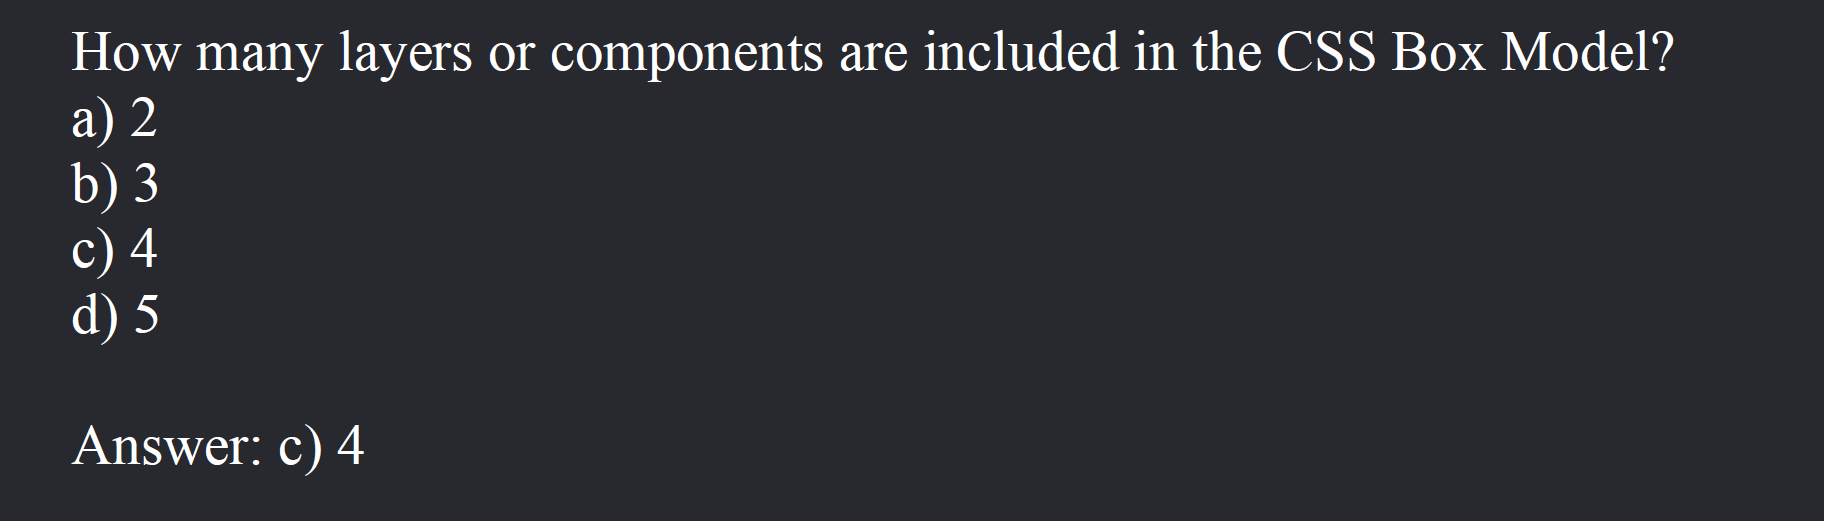 How many layers or components are included in the CSS Box Model?
a) 2
b) 3
c) 4
d) 5
Answer: c) 4